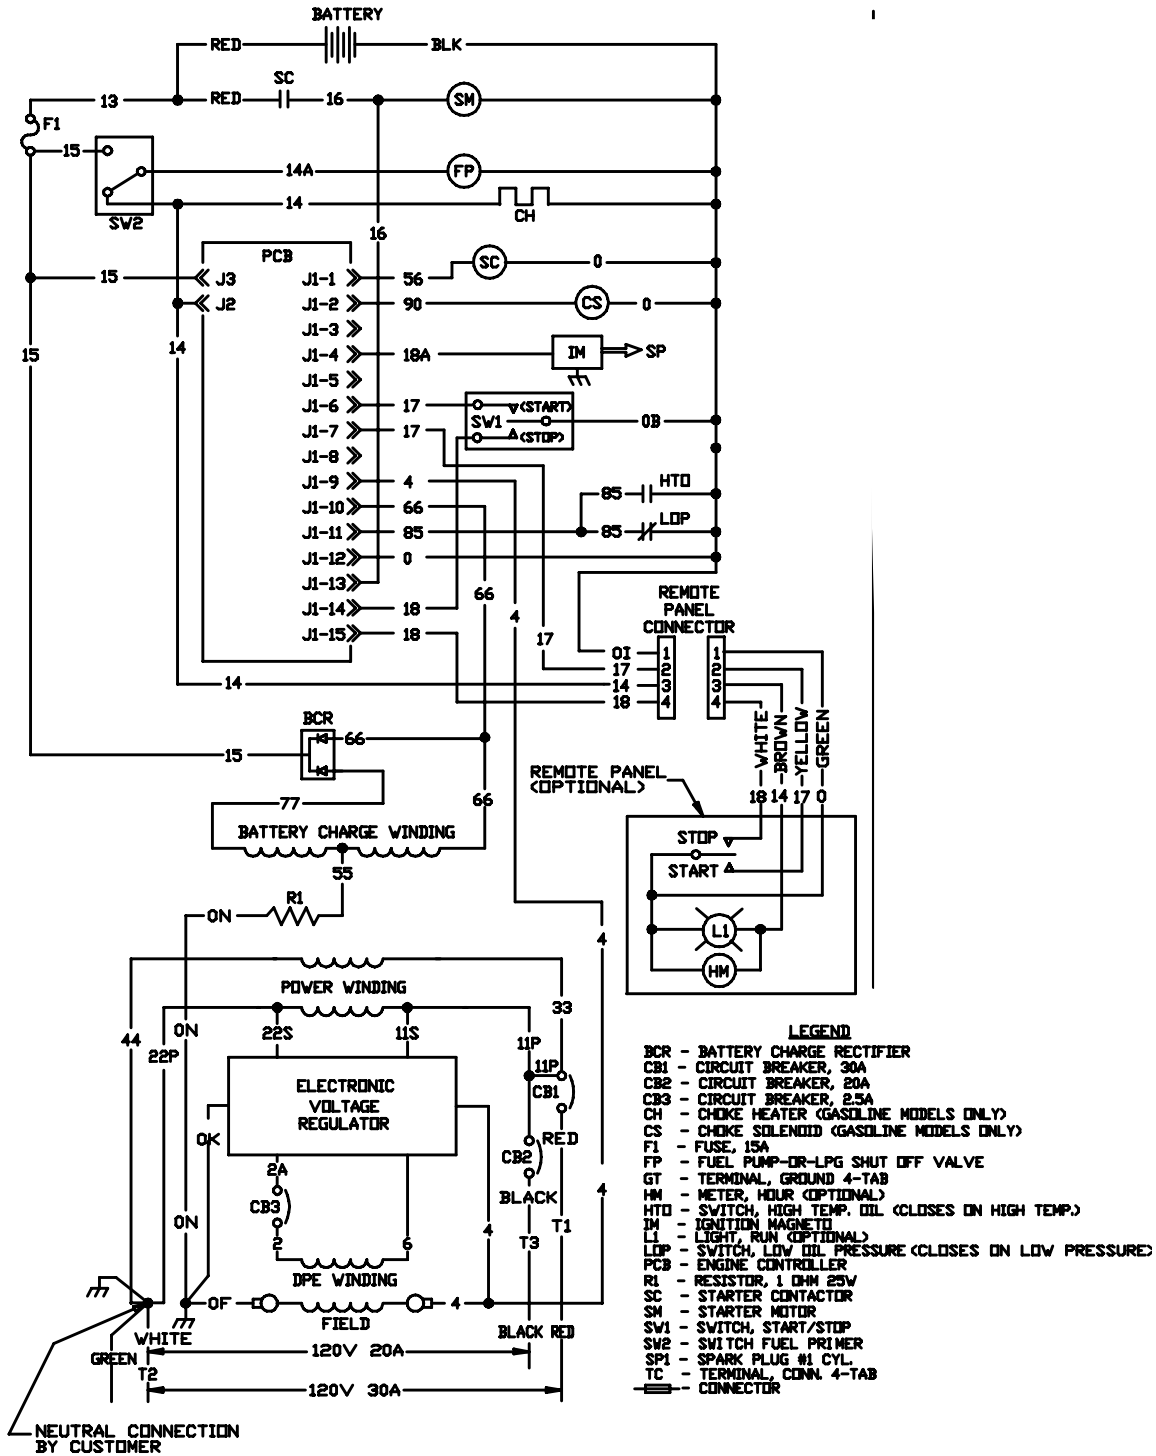 BATTERY
RED
BLK
SC
13
RED
16
SM
F1
15
14A
FP
14
CH
SW2
16
PCB
15
J3
J1-1
56
SC
0
J2
J1-2
90
CS
0
J1-3
15
14
J1-4
18A
IM
SP
J1-5
J1-6
17
(START)
SW1
0B
J1-7
17
(STOP)
J1-8
J1-9
4
HTO
85
J1-10
66
J1-11
85
LOP
85
J1-12
0
J1-13
66
REMOTE
PANEL
CONNECTOR
J1-14
18
4
J1-15
18
17
0I
1
1
17
2
2
14
14
3
3
18
4
4
BCR
66
15
WHITE
BROWN
YELLOW
GREEN
REMOTE PANEL
(OPTIONAL)
77
66
18
14
17
0
BATTERY CHARGE WINDING
STOP
55
START
R1
0N
L1
4
HM
POWER WINDING
33
44
0N
22S
11S
11P
22P
11P
CB1
ELECTRONIC
VOLTAGE
REGULATOR
0K
RED
CB2
2A
BLACK
CB3
4
0N
T1
2
6
4
T3
DPE WINDING
0F
4
FIELD
WHITE
BLACK
RED
GREEN
120V 20A
T2
120V 30A
NEUTRAL CONNECTION
BY CUSTOMER
LEGEND
BCR - BATTERY CHARGE RECTIFIER
CB1 - CIRCUIT BREAKER, 30A
CB2 - CIRCUIT BREAKER, 20A
CB3 - CIRCUIT BREAKER, 2.5A
CH - CHOKE HEATER (GASOLINE MODELS ONLY)
CS - CHOKE SOLENOID (GASOLINE MODELS ONLY)
F1 - FUSE, 15A
FP - FUEL PUMP-OR-LPG SHUT OFF VALVE
GT - TERMINAL, GROUND 4-TAB
HM - METER, HOUR (OPTIONAL)
HTO - SWITCH, HIGH TEMP. OIL (CLOSES ON HIGH TEMP.)
IM - IGNITION MAGNETO
L1 - LIGHT, RUN (OPTIONAL)
LOP - SWITCH, LOW OIL PRESSURE (CLOSES ON LOW PRESSURE)
PCB - ENGINE CONTROLLER
R1 - RESISTOR, 1 OHM 25W
SC - STARTER CONTACTOR
SM - STARTER MOTOR
SW1 - SWITCH, START/STOP
SW2 - SWITCH FUEL PRIMER
SP1 - SPARK PLUG #1 CYL.
TC - TERMINAL, CONN. 4-TAB
- CONNECTOR